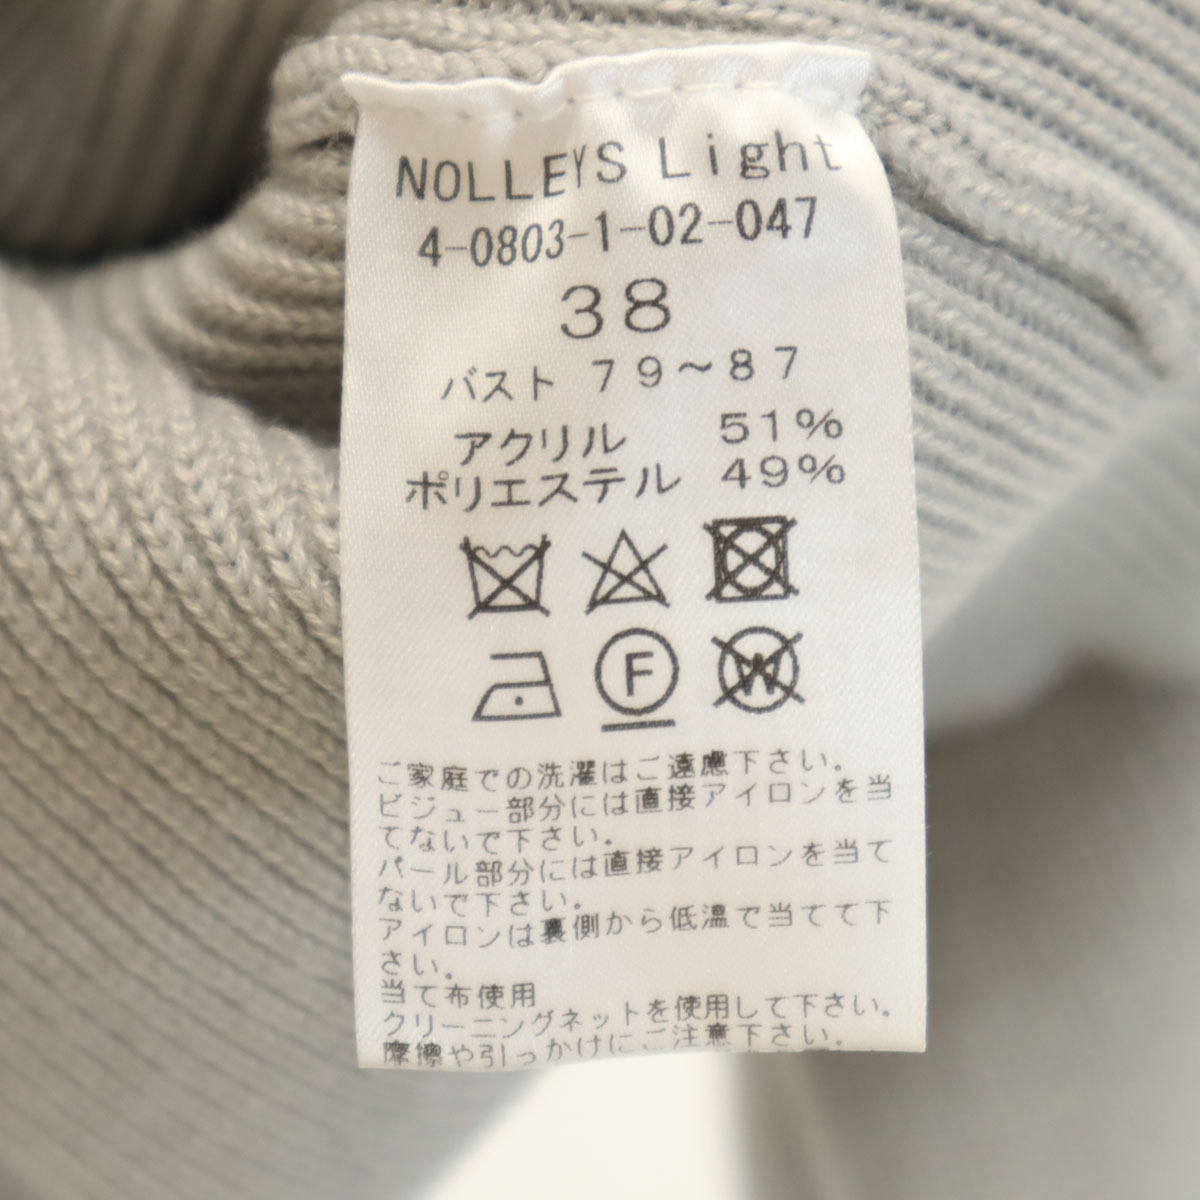 NOLLEYS Light
4-0803-1-02-047
38
バスト 79～87
アクリル 51%
ポリエステル 49%
F W
ご家庭での洗濯はご遠慮下さい。
ビジュー部分には直接アイロンを当
てないで下さい。
パール部分には直接アイロンを当て
ないで下さい。
アイロンは裏側から低温で当てて下
さい。
当て布使用
クリーニングネットを使用して下さい。
摩擦や引っかけにご注意下さい。